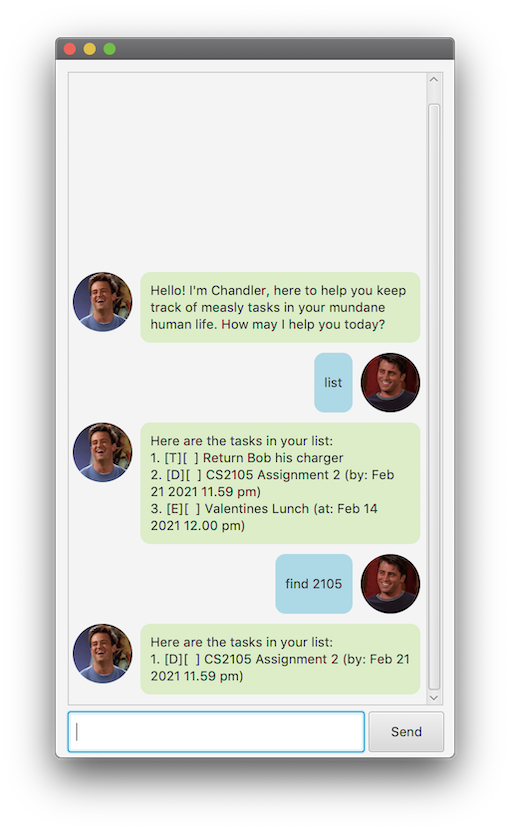 Hello! I'm Chandler, here to help you keep
track of measly tasks in your mundane
human life. How may I help you today?
list
Here are the tasks in your list:
1. [T][  ] Return Bob his charger
2. [D][  ] CS2105 Assignment 2 (by: Feb
21 2021 11.59 pm)
3. [E][  ] Valentines Lunch (at: Feb 14
2021 12.00 pm)
find 2105
Here are the tasks in your list:
1. [D][  ] CS2105 Assignment 2 (by: Feb 21
2021 11.59 pm)
Send